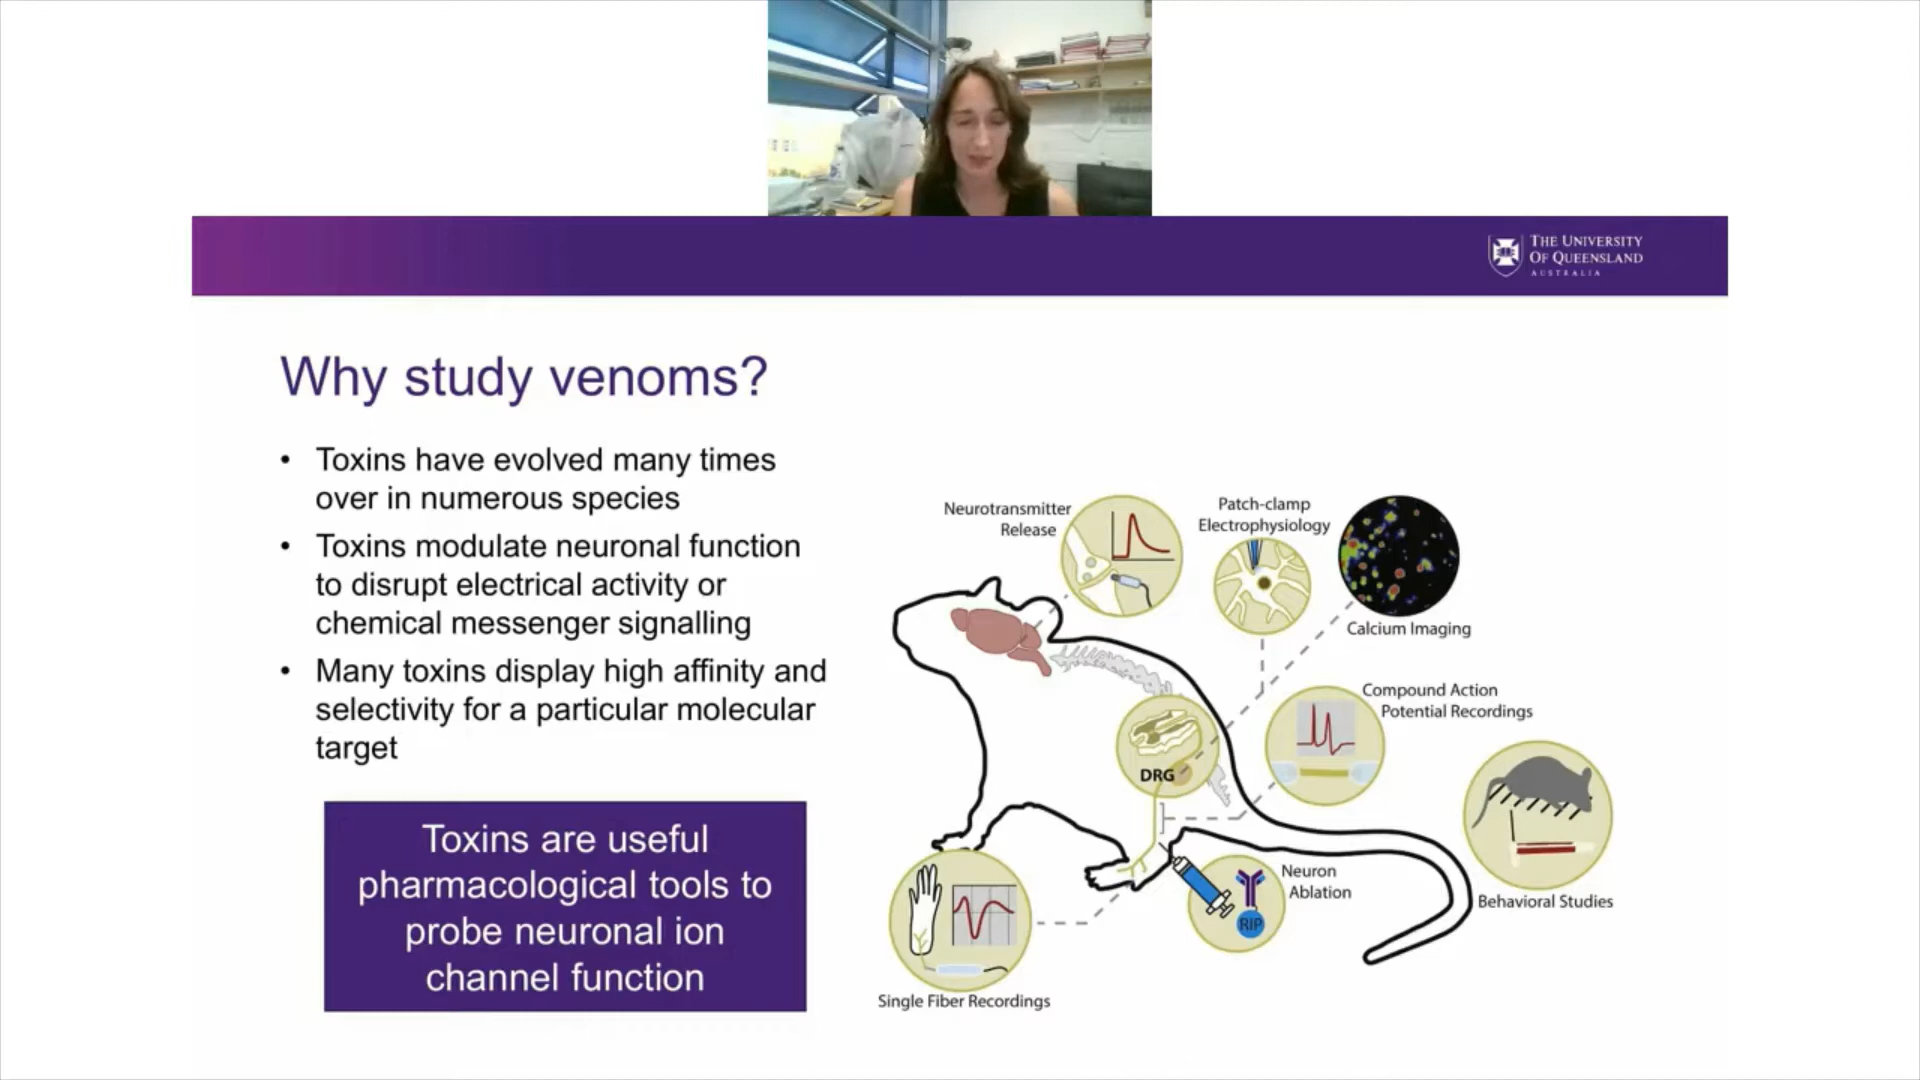 THE UNIVERSITY
OF QUEENSLAND
AUSTRALIA
Why study venoms?
• Toxins have evolved many times
over in numerous species
• Toxins modulate neuronal function
to disrupt electrical activity or
chemical messenger signalling
• Many toxins display high affinity and
selectivity for a particular molecular
target
Toxins are useful
pharmacological tools to
probe neuronal ion
channel function
Neurotransmitter
Release
Patch-clamp
Electrophysiology
Calcium Imaging
Compound Action
Potential Recordings
DRG
Behavioral Studies
Neuron
Ablation
RIP
Single Fiber Recordings